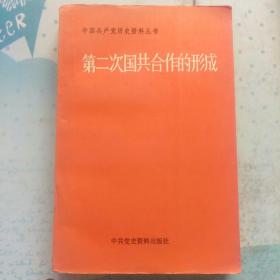 中国共产党历史资料丛书
第二次国共合作的形成
中共党史资料出版社